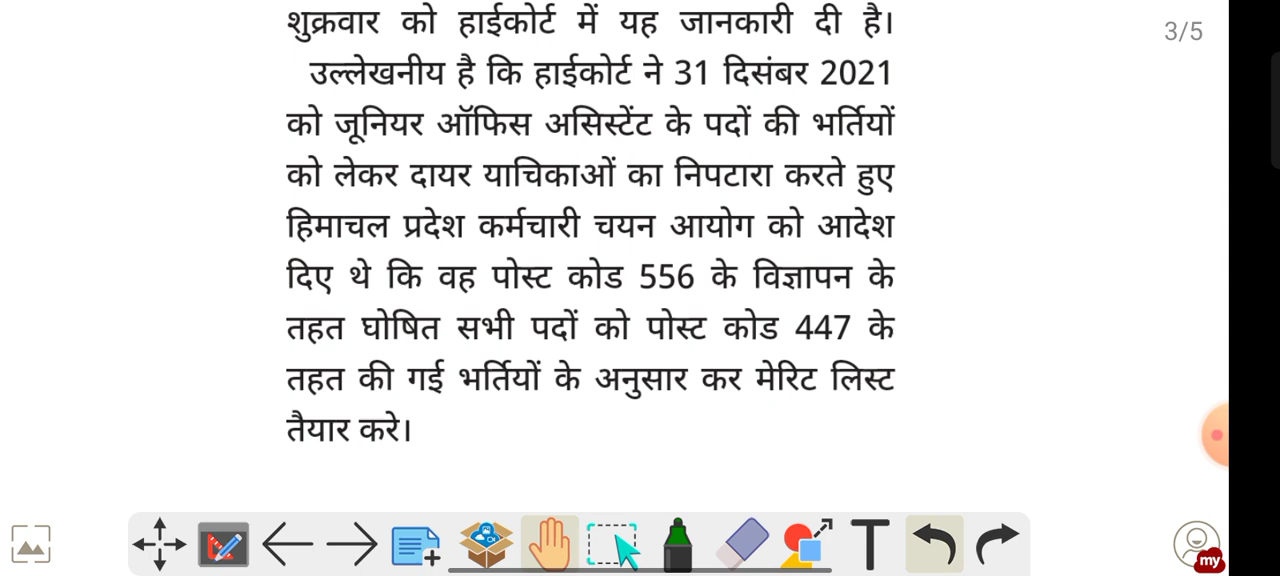 शुक्रवार को हाईकोर्ट में यह जानकारी दी है।
3/5
उल्लेखनीय है कि हाईकोर्ट ने 31 दिसंबर 2021
को जूनियर ऑफिस असिस्टेंट के पदों की भर्तियों
को लेकर दायर याचिकाओं का निपटारा करते हुए
हिमाचल प्रदेश कर्मचारी चयन आयोग को आदेश
दिए थे कि वह पोस्ट कोड 556 के विज्ञापन के
तहत घोषित सभी पदों को पोस्ट कोड 447 के
तहत की गई भर्तियों के अनुसार कर मेरिट लिस्ट
तैयार करे।
T
my